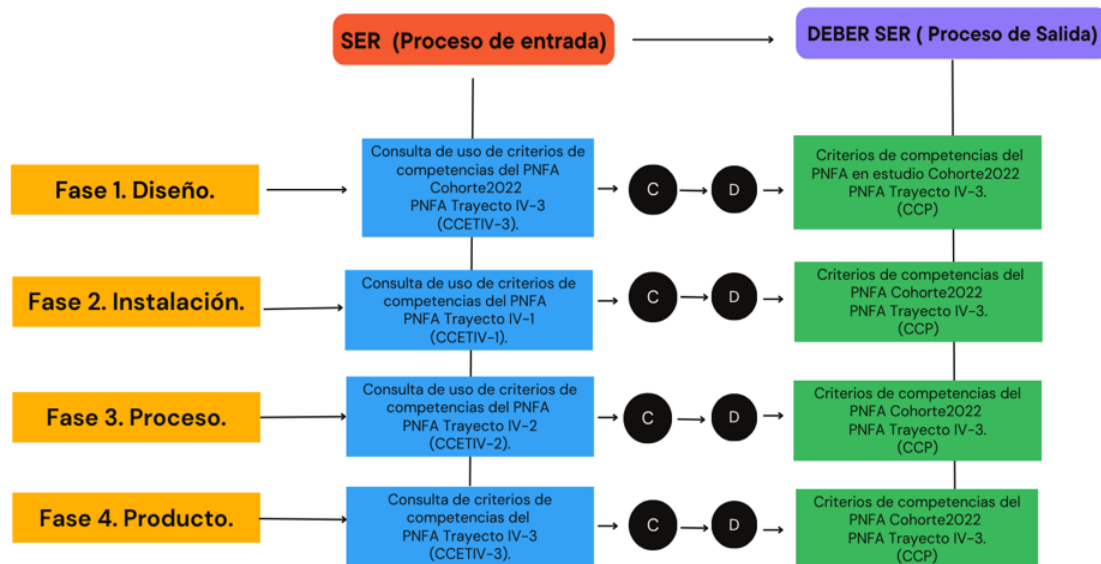 SER (Proceso de entrada)
DEBER SER ( Proceso de Salida)
Fase 1. Diseño.
Consulta de uso de criterios de
competencias del PNFA
Cohorte2022
PNFA Trayecto IV-3
(CCETIV-3).
C
D
Criterios de competencias del
PNFA en estudio Cohorte2022
PNFA Trayecto IV-3.
(CCP)
Fase 2. Instalación.
Consulta de uso de criterios de
competencias del PNFA
PNFA Trayecto IV-1
(CCETIV-1).
C
D
Criterios de competencias del
PNFA Cohorte2022
PNFA Trayecto IV-3.
(CCP)
Fase 3. Proceso.
Consulta de uso de criterios de
competencias del PNFA
PNFA Trayecto IV-2
(CCETIV-2).
C
D
Criterios de competencias del
PNFA Cohorte2022
PNFA Trayecto IV-3.
(CCP)
Fase 4. Producto.
Consulta de criterios de
competencias del
PNFA Trayecto IV-3
(CCETIV-3).
C
D
Criterios de competencias del
PNFA Cohorte2022
PNFA Trayecto IV-3.
(CCP)